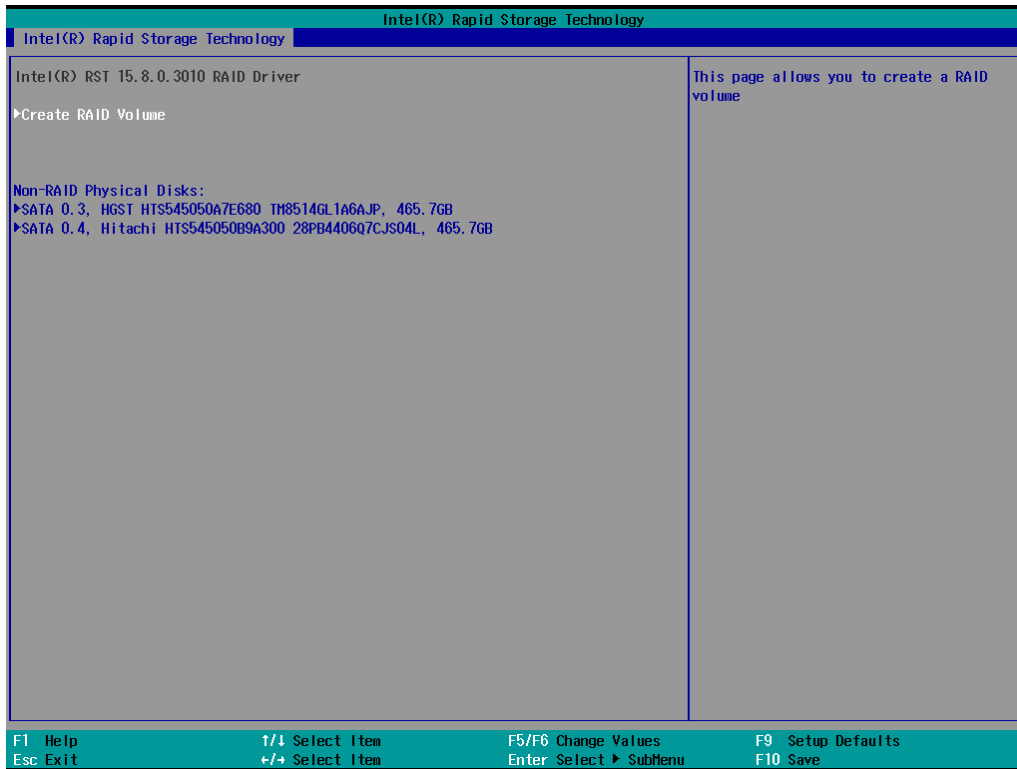 Intel(R) Rapid Storage Technology
Intel(R) Rapid Storage Technology
Intel(R) RST 15.8.0.3010 RAID Driver
▶Create RAID Volume
Non-RAID Physical Disks:
▶SATA 0.3, HGST HTS545050A7E680 TM8514GL1A6AJP, 465.7GB
▶SATA 0.4, Hitachi HTS545050B9A300 28PB4406Q7CJS04L, 465.7GB
This page allows you to create a RAID
volume
F1 Help ↑/↓ Select Item F5/F6 Change Values F9 Setup Defaults
Esc Exit ←/→ Select Item Enter Select ▶ SubMenu F10 Save